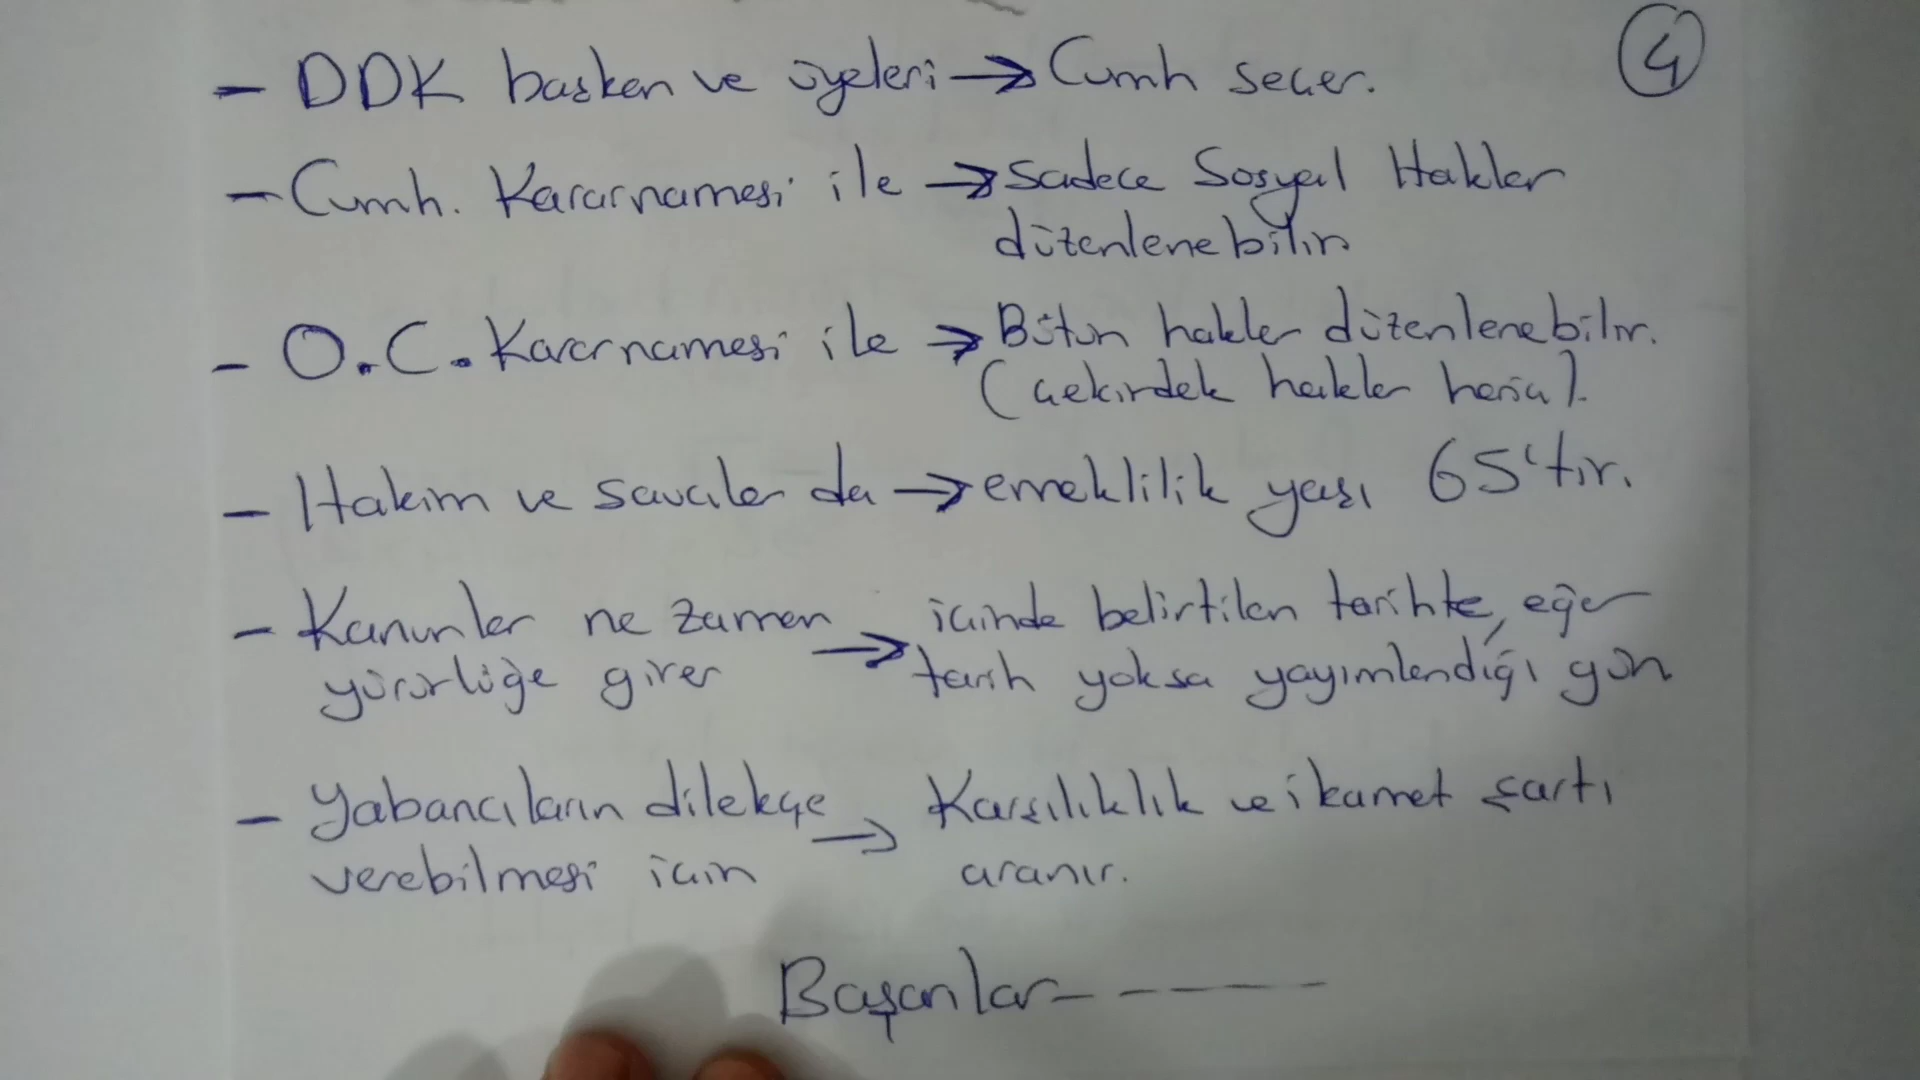 4
- DDK başkan ve üyeleri → Cumh seçer.
- Cumh. Kararnamesi ile → Sadece Sosyal Haklar
düzenlenebilir
- O.C. Kararnamesi ile → Bütün haklar düzenlenebilir.
(çekirdek haklar hariç).
- Hakim ve savcılar da → emeklilik yaşı 65'tir.
- Kanunlar ne zaman → içinde belirtilen tarihte, eğer
yürürlüğe girer tarih yoksa yayımlandığı gün
- Yabancıların dilekçe → Karşılıklık ve ikamet şartı
verebilmesi için aranır.
Başarılar - - - - -